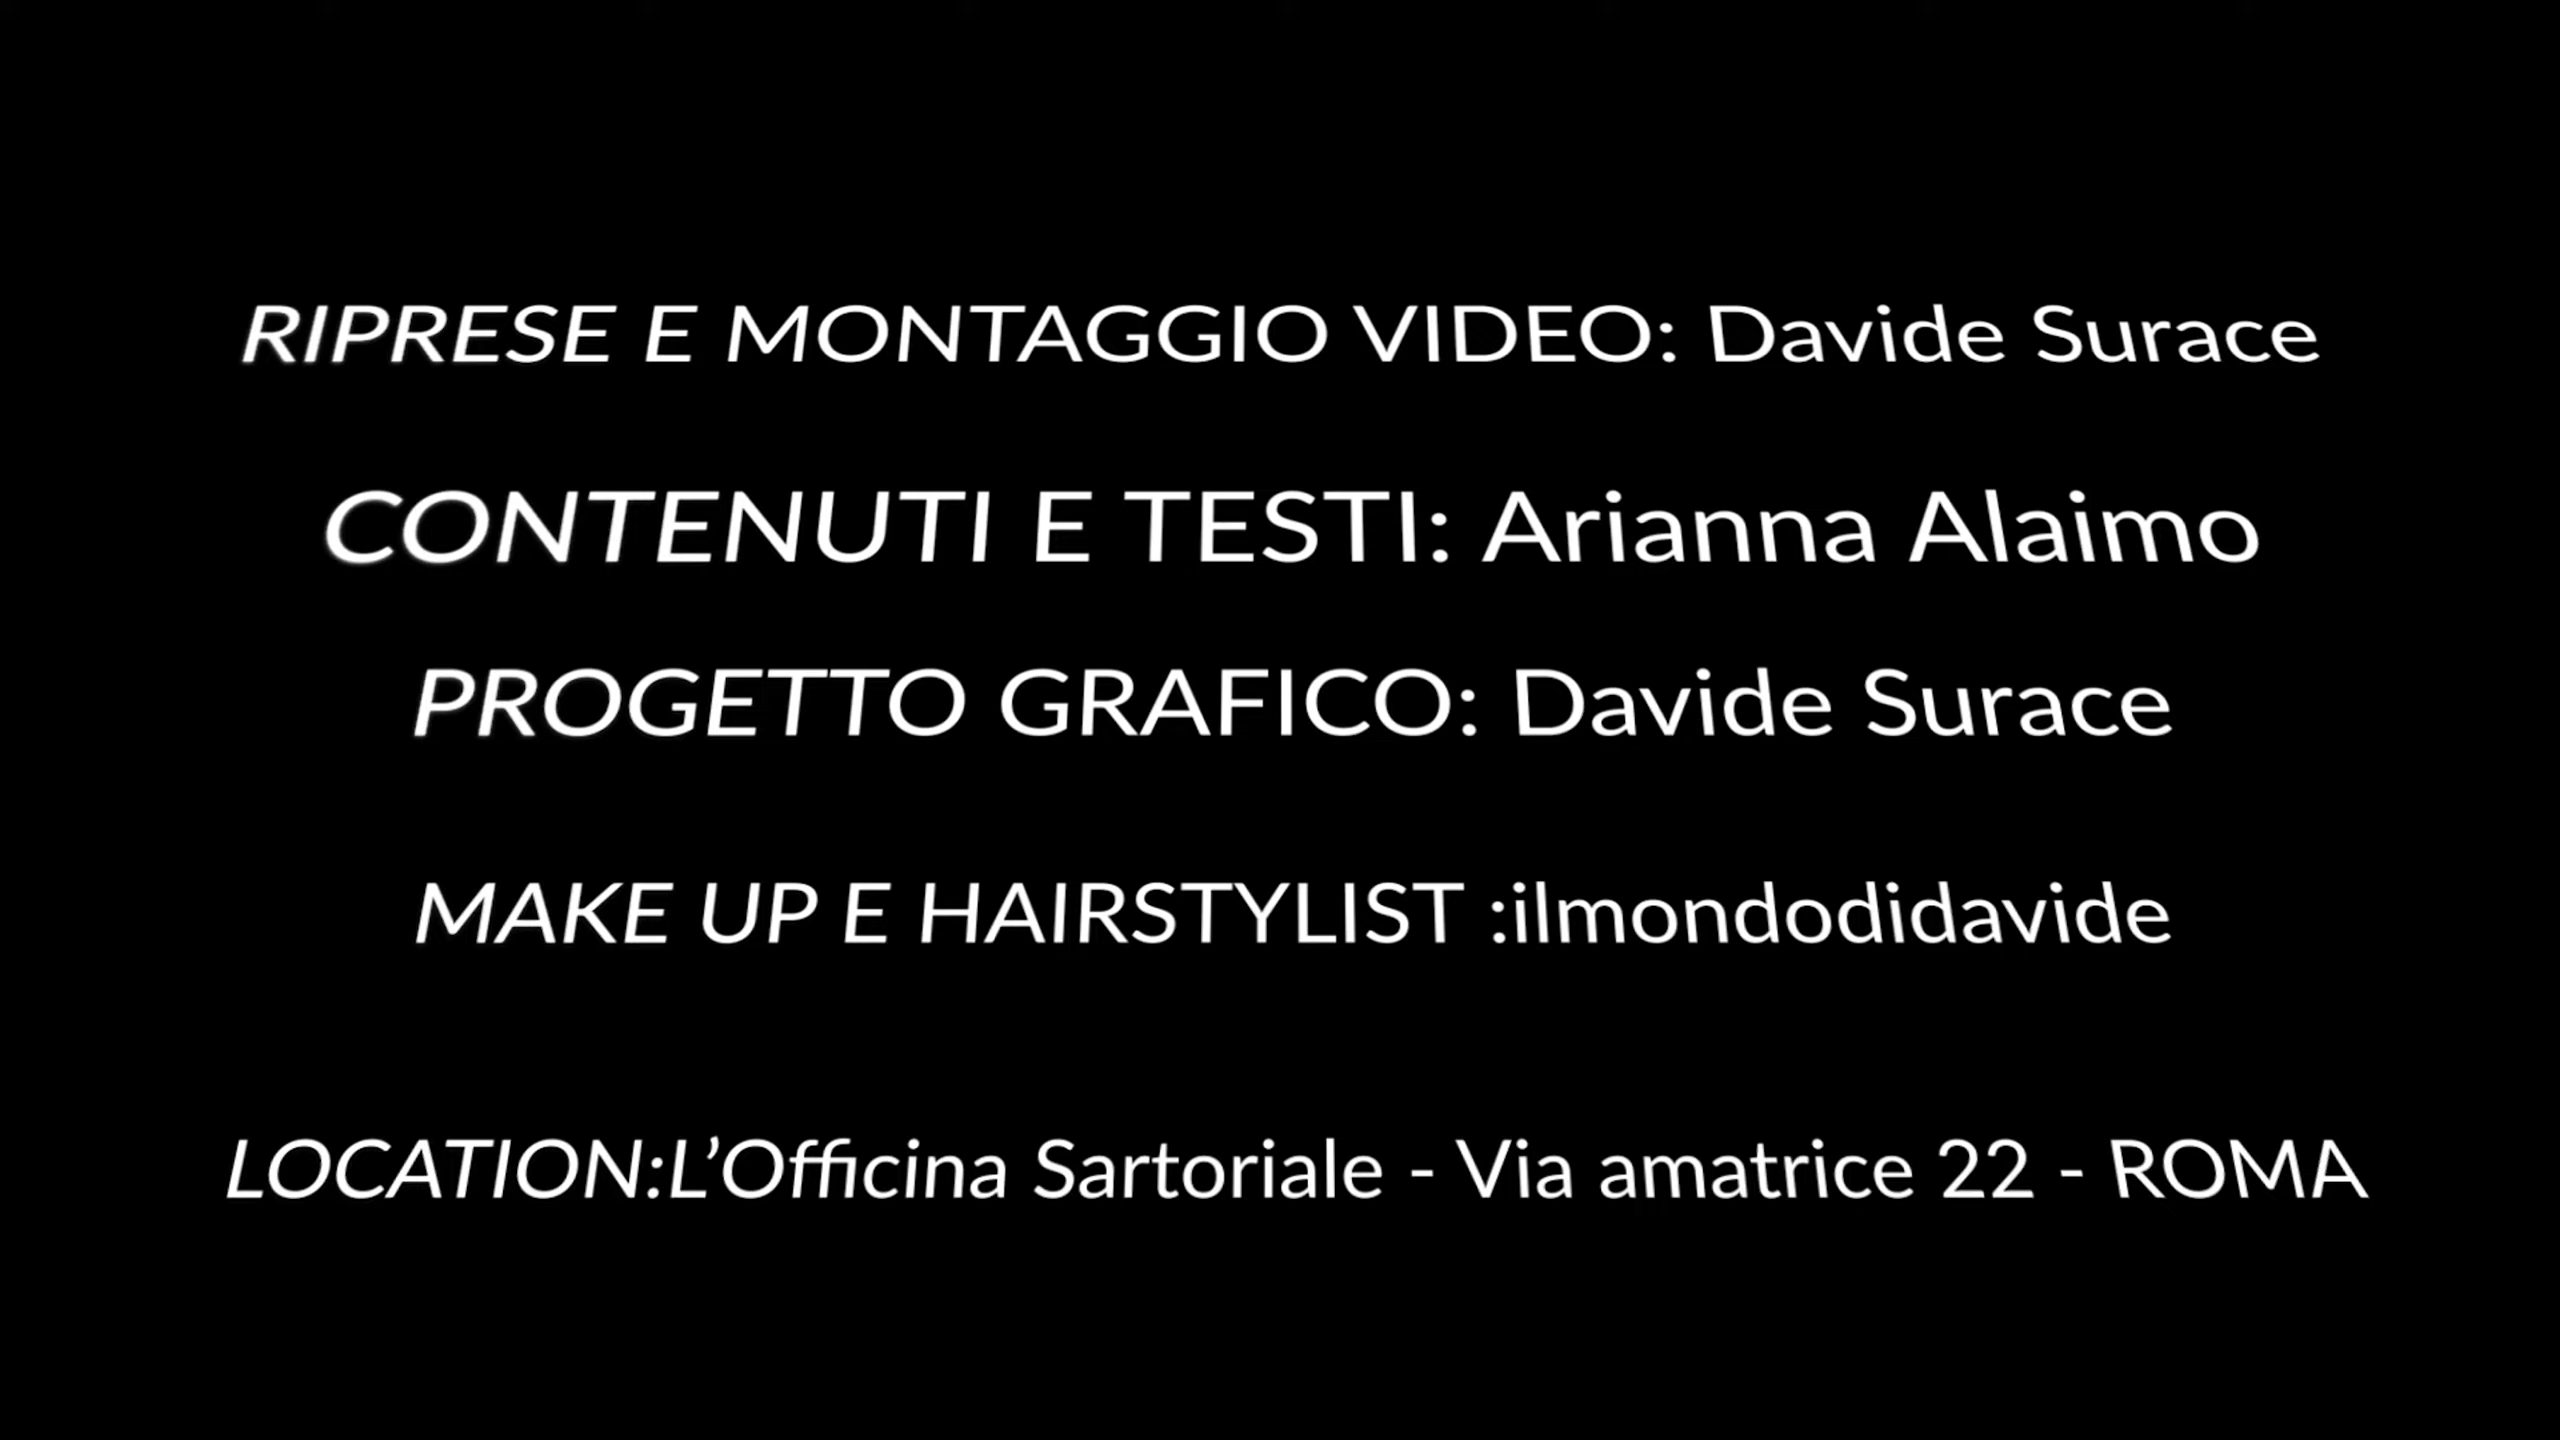 RIPRESE E MONTAGGIO VIDEO: Davide Surace
CONTENUTI E TESTI: Arianna Alaimo
PROGETTO GRAFICO: Davide Surace
MAKE UP E HAIRSTYLIST :ilmondodidavide
LOCATION:L’Officina Sartoriale - Via amatrice 22 - ROMA